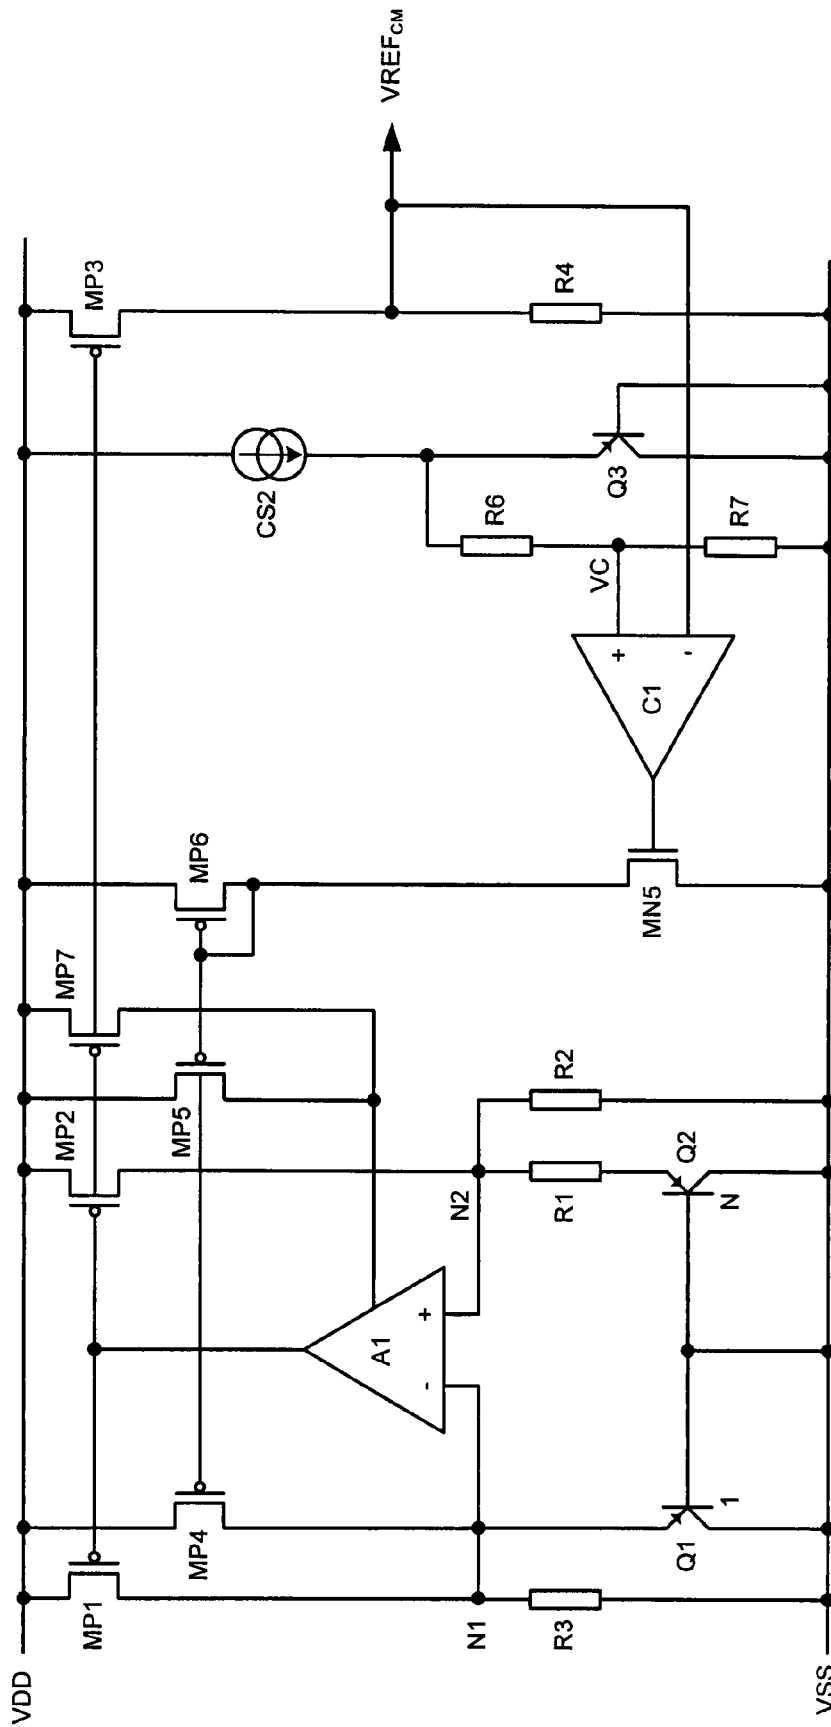 VDD
MP1
MP4
MP2
MP5
MP7
MP6
CS2
MP3
VREF_CM
A1
-
+
N1
N2
R3
Q1
1
R1
R2
Q2
N
MN5
C1
+
-
VC
R6
R7
Q3
R4
VSS